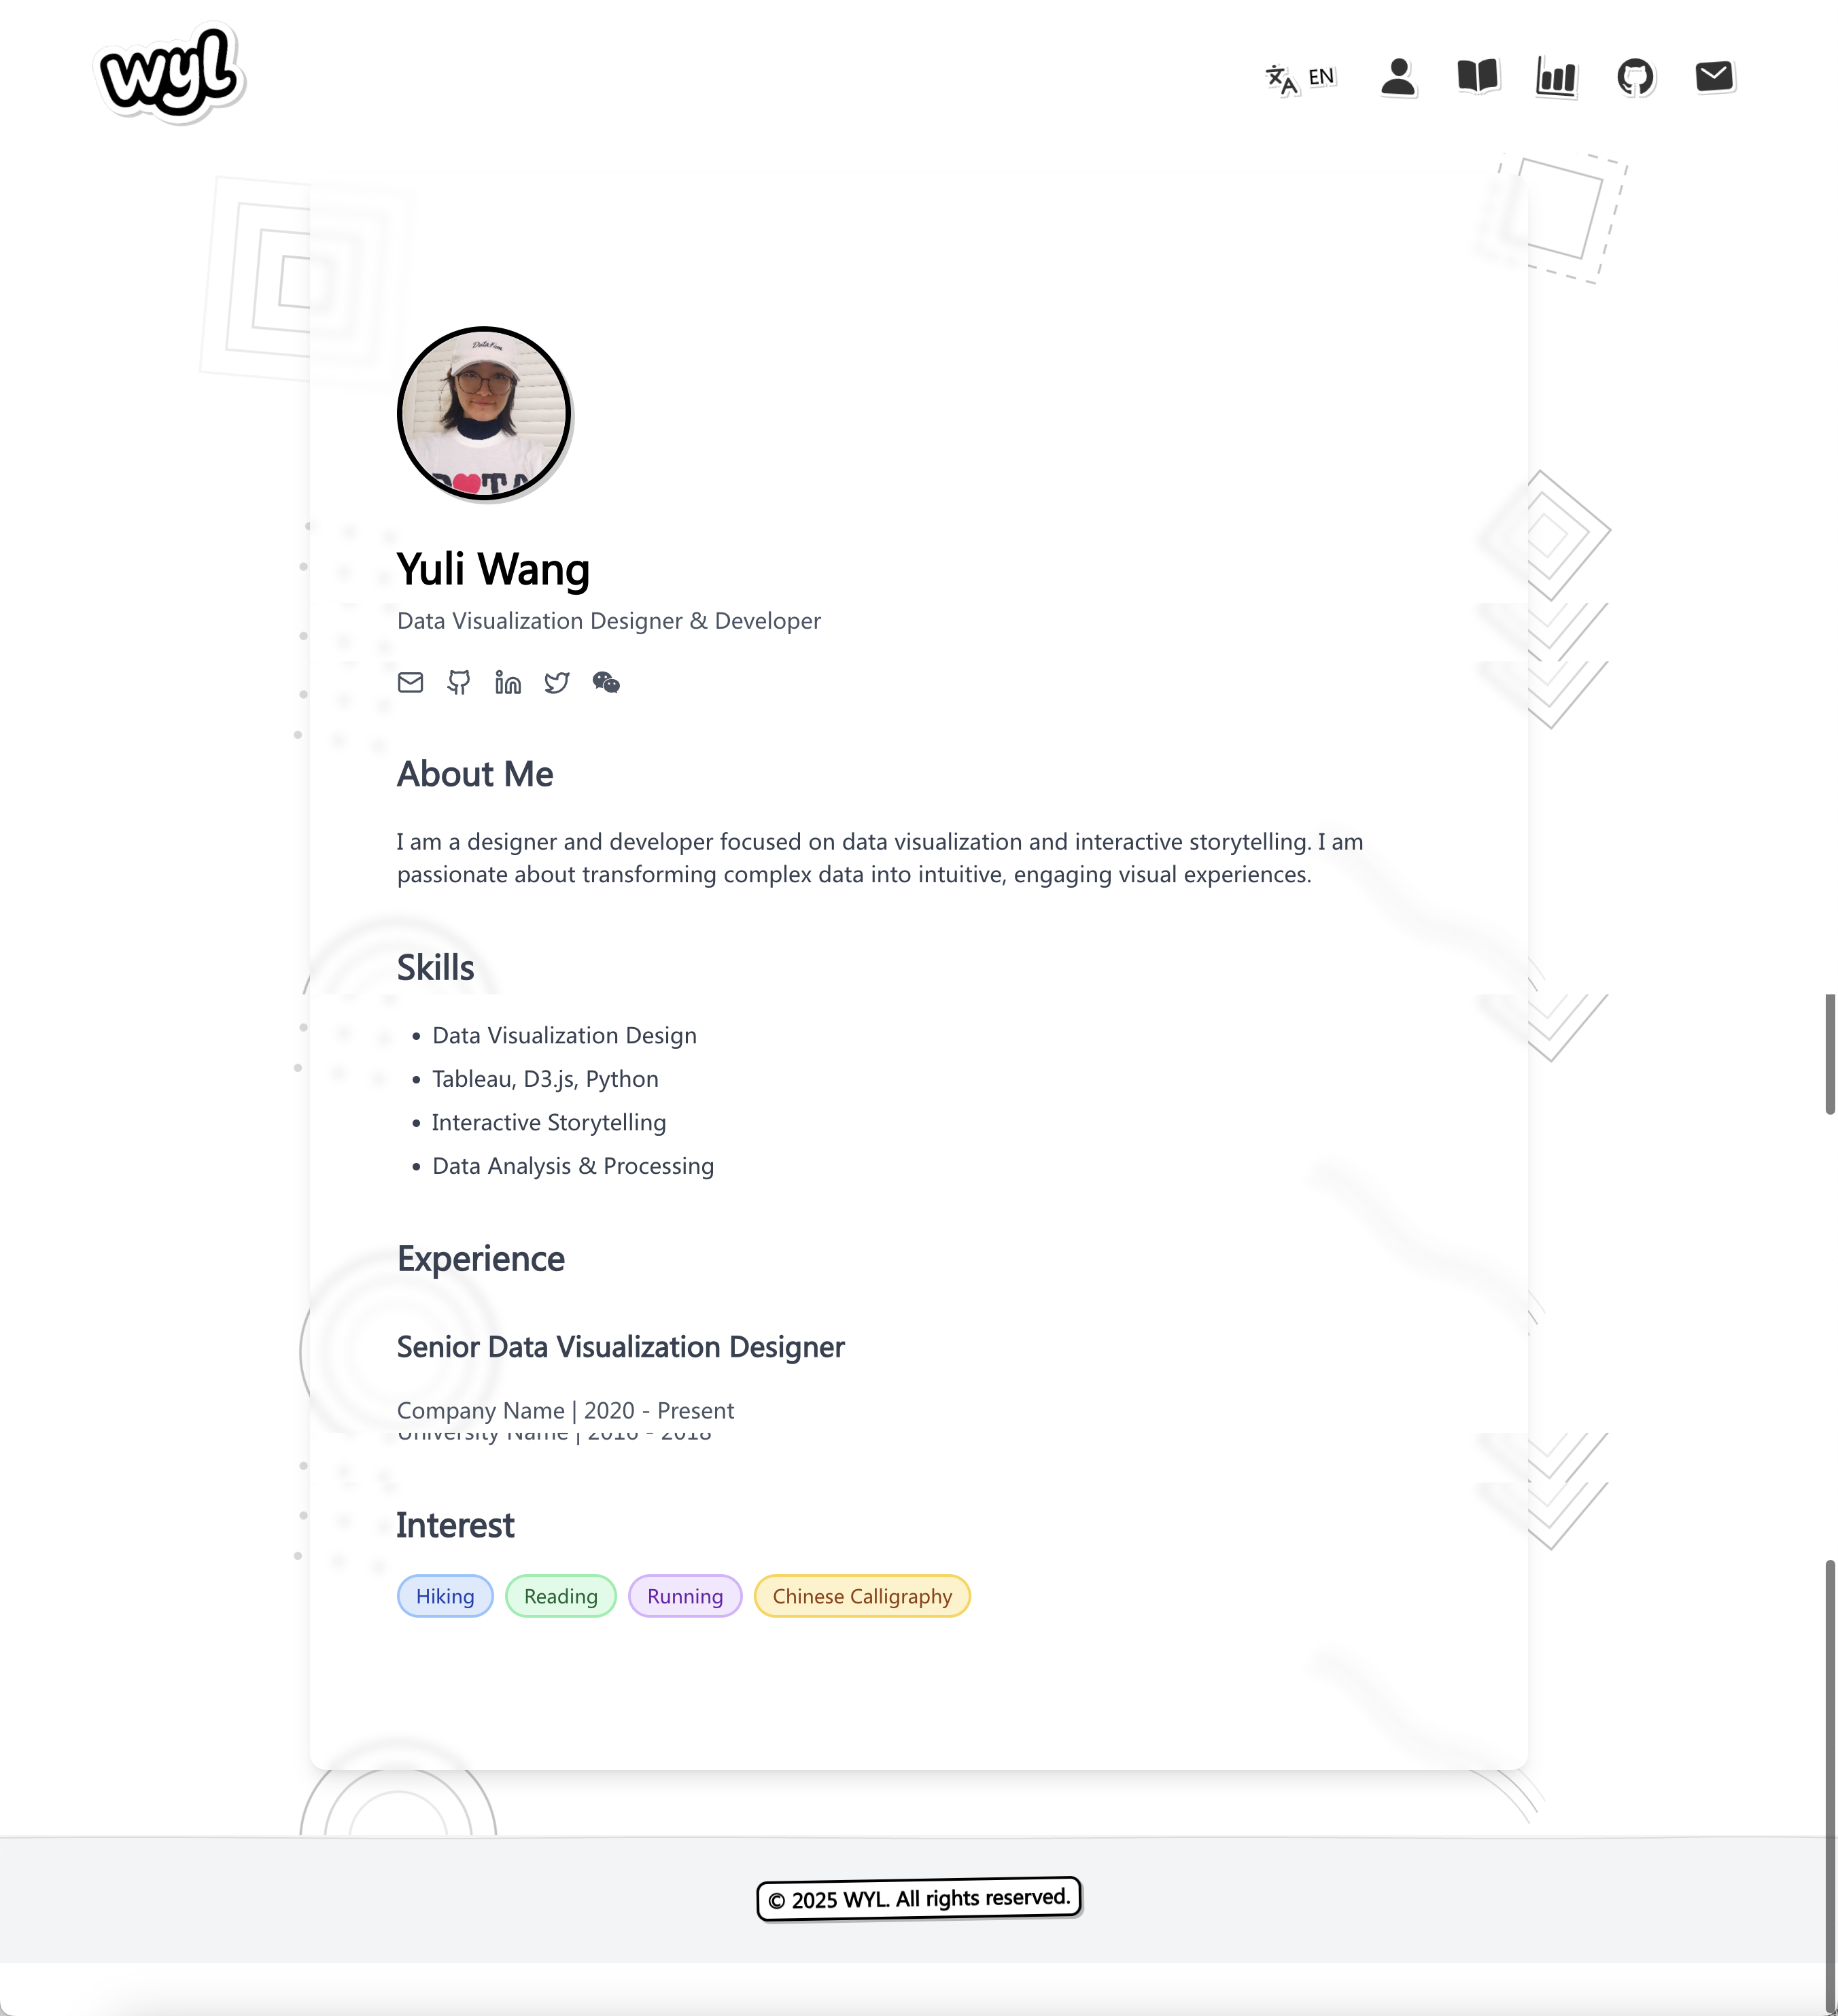 wyl
文A EN
Data Visualization Designer & Developer
Yuli Wang
in
About Me
I am a designer and developer focused on data visualization and interactive storytelling. I am
passionate about transforming complex data into intuitive, engaging visual experiences.
Skills
• Data Visualization Design
• Tableau, D3.js, Python
• Interactive Storytelling
• Data Analysis & Processing
Experience
Senior Data Visualization Designer
Company Name | 2020 - Present
University Name | 2016 - 2018
Interest
Hiking Reading Running Chinese Calligraphy
© 2025 WYL. All rights reserved.